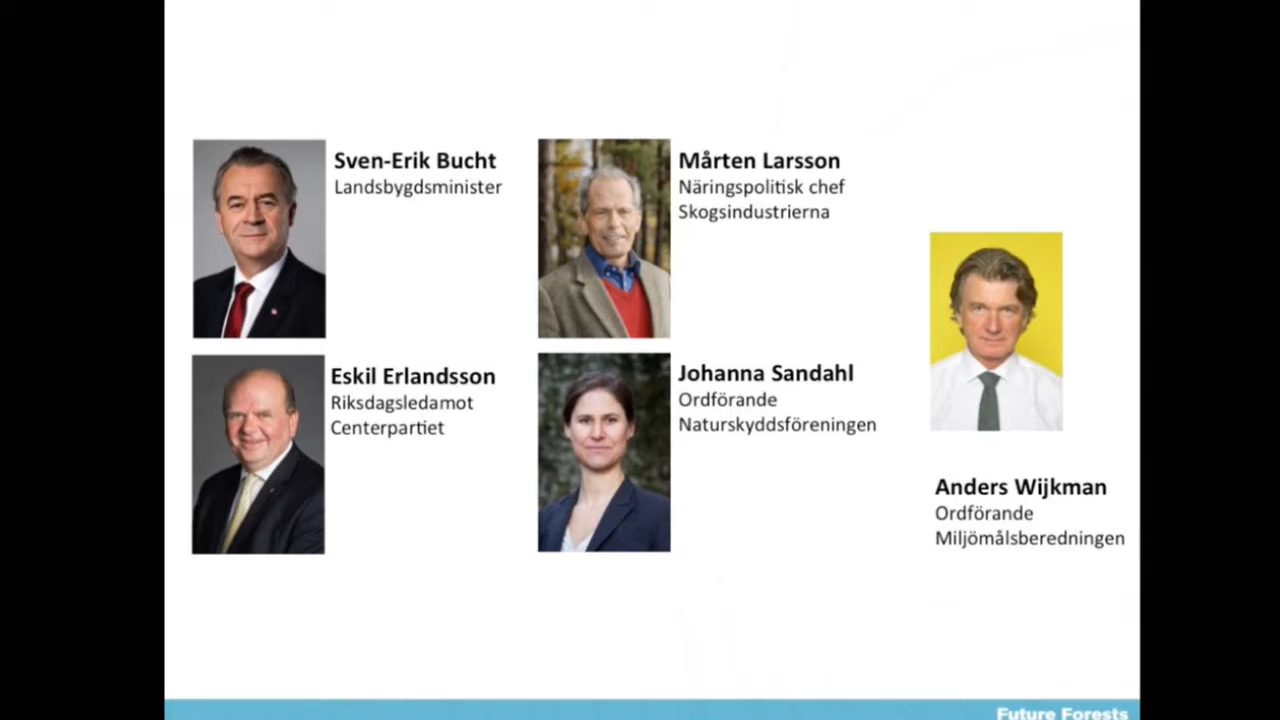 Sven-Erik Bucht
Landsbygdsminister
Mårten Larsson
Näringspolitisk chef
Skogsindustrierna
Eskil Erlandsson
Riksdagsledamot
Centerpartiet
Johanna Sandahl
Ordförande
Naturskyddsföreningen
Anders Wijkman
Ordförande
Miljömålsberedningen
Future Forests